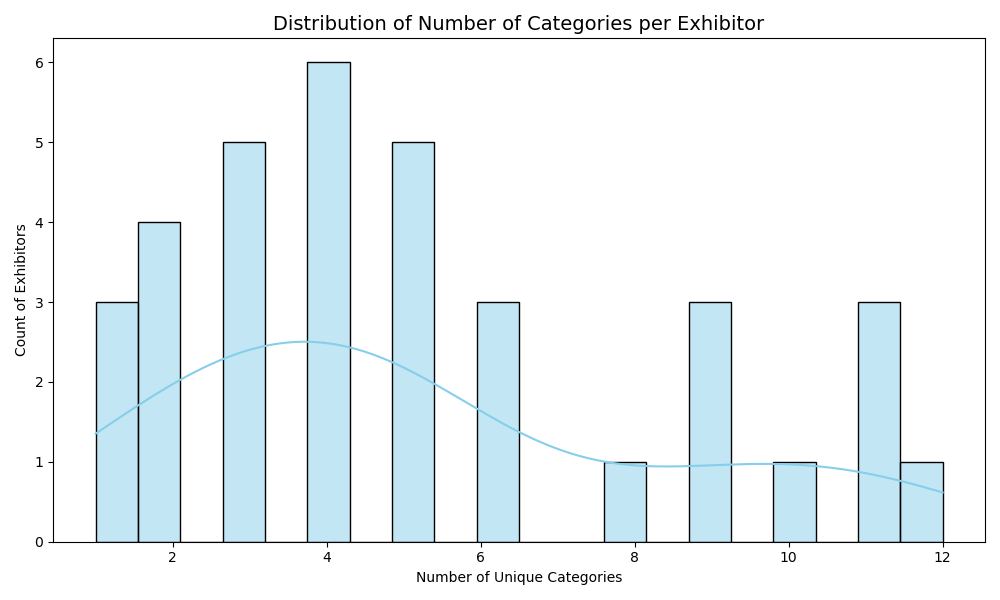 Distribution of Number of Categories per Exhibitor
Count of Exhibitors
6
5
4
3
2
1
0
2 4 6 8 10 12
Number of Unique Categories